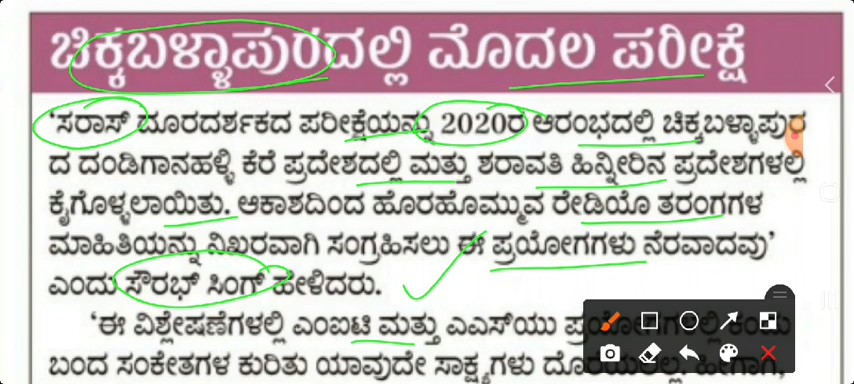 ಚಿಕ್ಕಬಳ್ಳಾಪುರದಲ್ಲಿ ಮೊದಲ ಪರೀಕ್ಷೆ
‘ಸರಾಸ್ ದೂರದರ್ಶಕದ ಪರೀಕ್ಷೆಯನ್ನು 2020ರ ಆರಂಭದಲ್ಲಿ ಚಿಕ್ಕಬಳ್ಳಾಪುರ
ದ ದಂಡಿಗಾನಹಳ್ಳಿ ಕೆರೆ ಪ್ರದೇಶದಲ್ಲಿ ಮತ್ತು ಶರಾವತಿ ಹಿನ್ನೀರಿನ ಪ್ರದೇಶಗಳಲ್ಲಿ
ಕೈಗೊಳ್ಳಲಾಯಿತು. ಆಕಾಶದಿಂದ ಹೊರಹೊಮ್ಮುವ ರೇಡಿಯೊ ತರಂಗಗಳ
ಮಾಹಿತಿಯನ್ನು ನಿಖರವಾಗಿ ಸಂಗ್ರಹಿಸಲು ಈ ಪ್ರಯೋಗಗಳು ನೆರವಾದವು’
ಎಂದು ಸೌರಭ್ ಸಿಂಗ್ ಹೇಳಿದರು.
‘ಈ ವಿಶ್ಲೇಷಣೆಗಳಲ್ಲಿ ಎಂಐಟಿ ಮತ್ತು ಎಎಸ್‌ಯು
ಬಂದ ಸಂಕೇತಗಳ ಕುರಿತು ಯಾವುದೇ ಸಾಕ್ಷ್ಯಗಳು